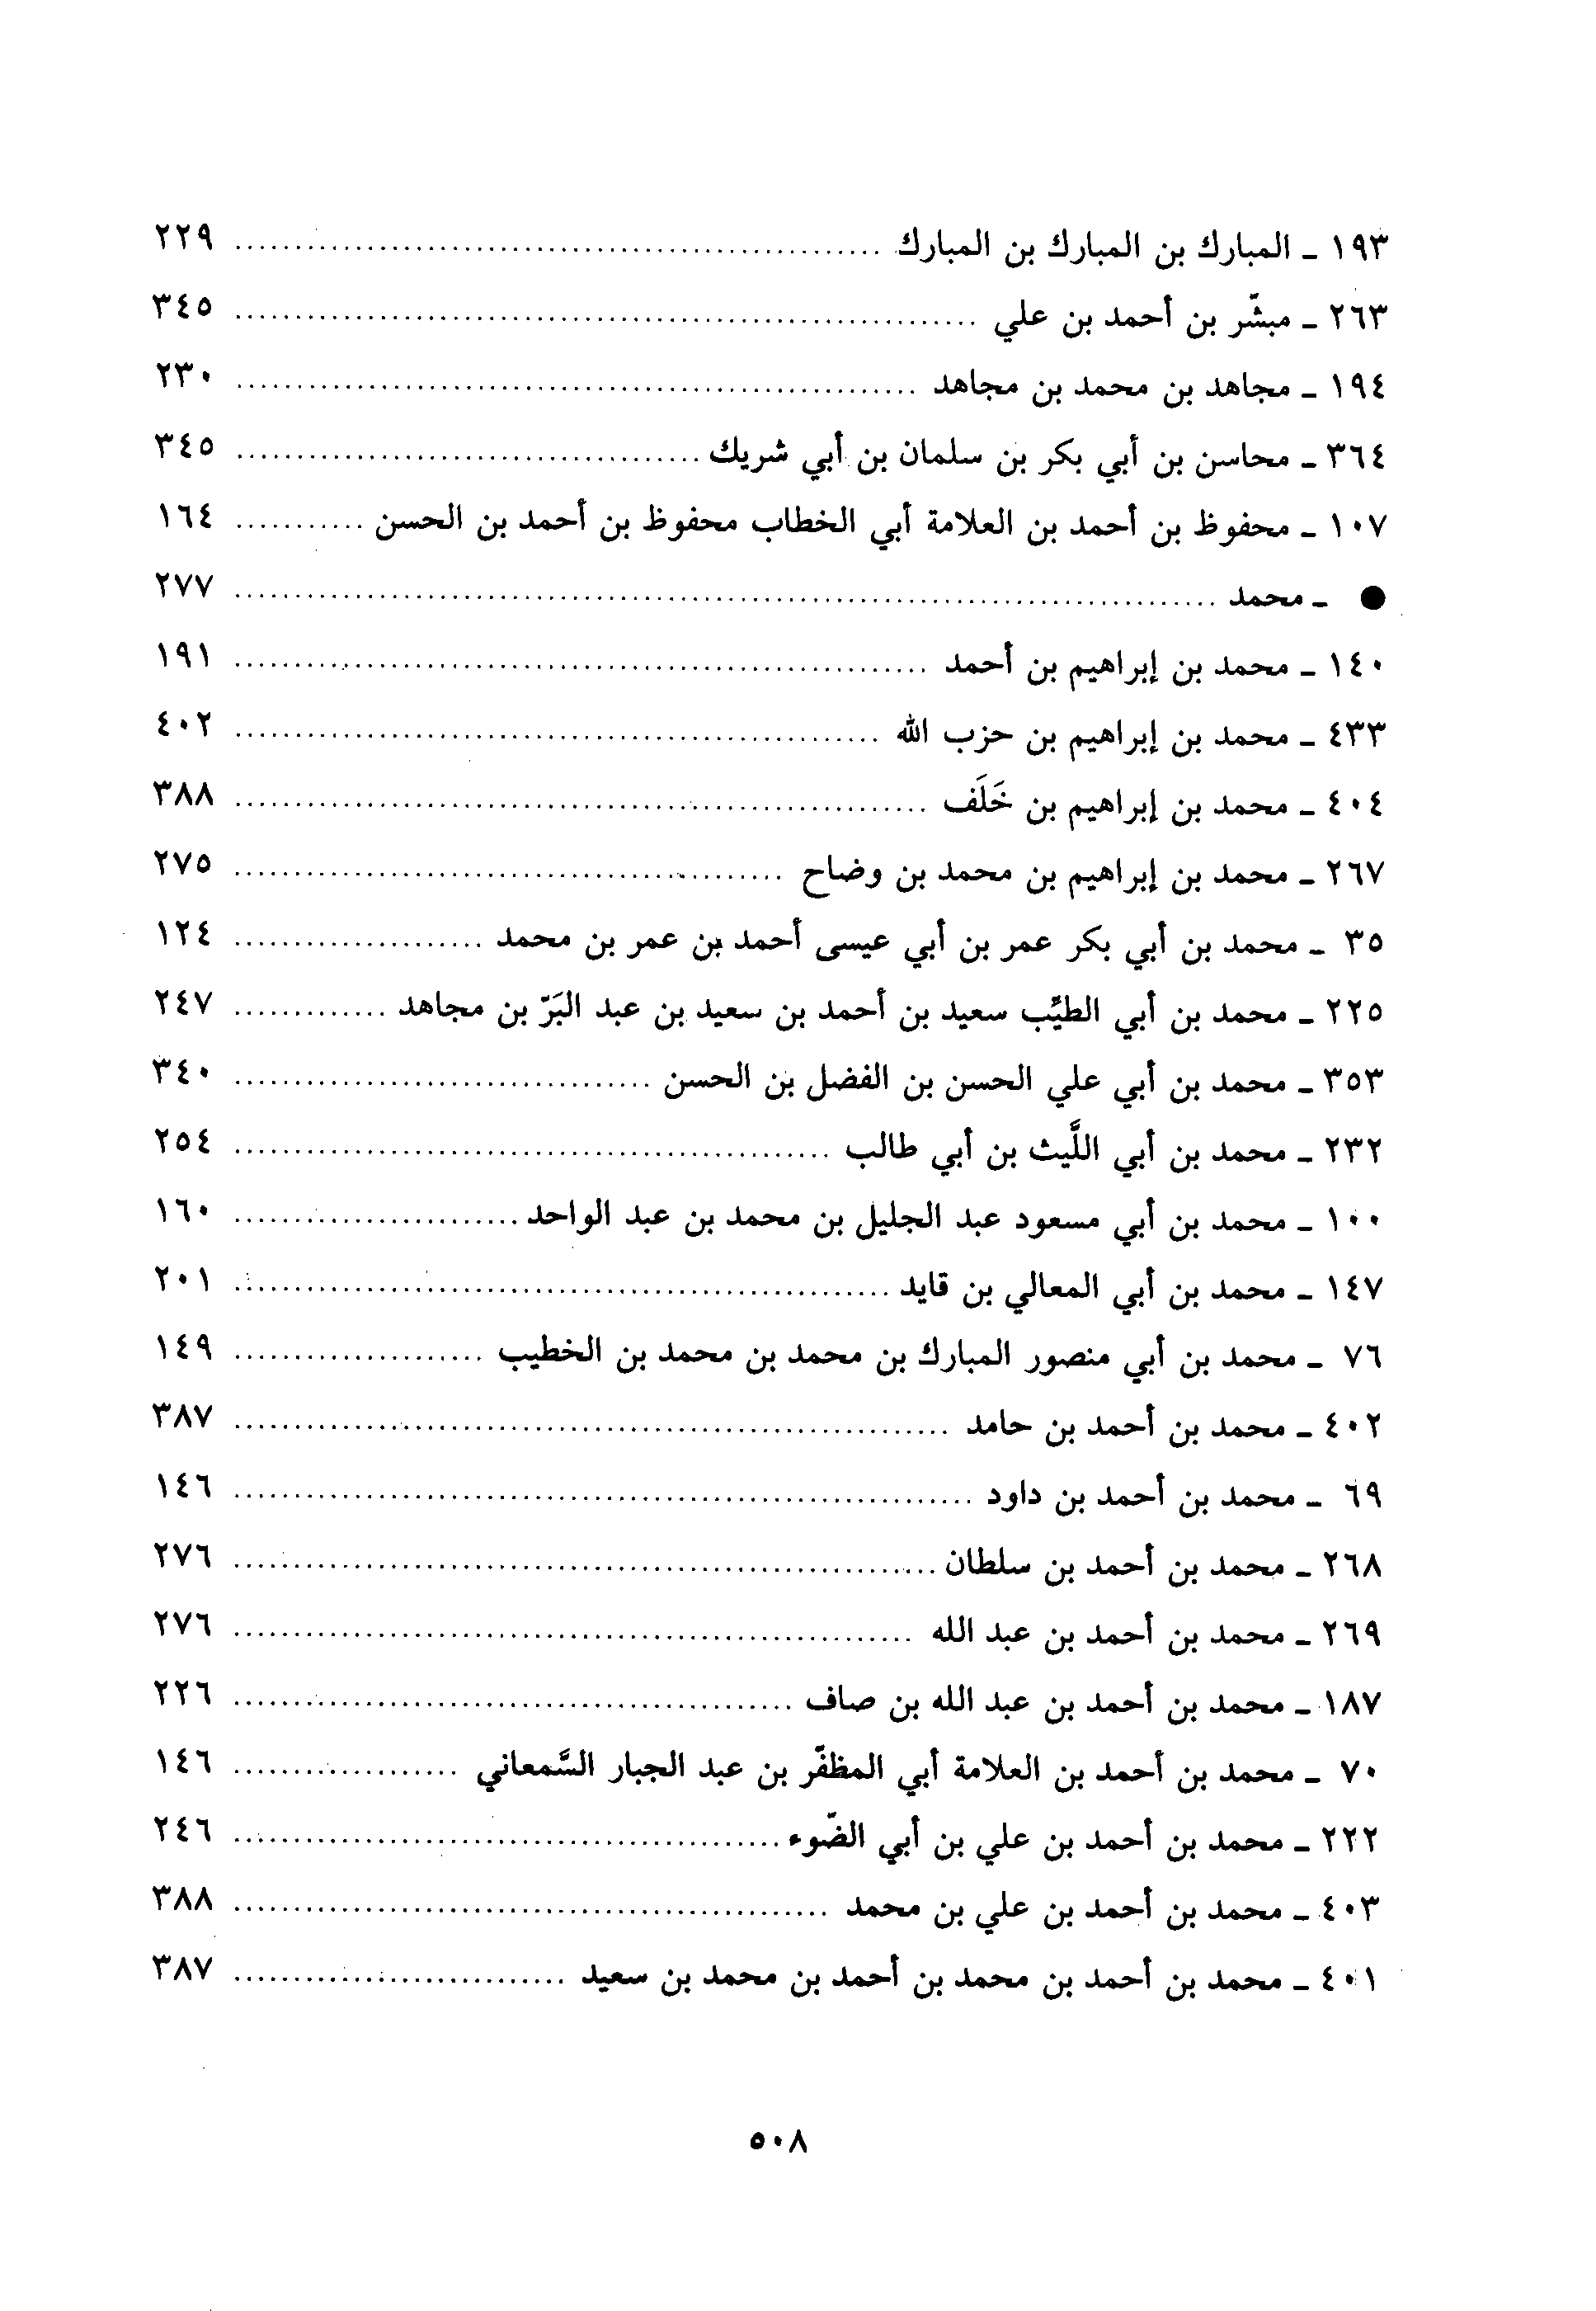 ١٩٣ ـ المبارك بن المبارك بن المبارك ........ ٢٢٩
٢٦٣ ـ مبشّر بن أحمد بن علي ........ ٣٤٥
١٩٤ ـ مجاهد بن محمد بن مجاهد ........ ٢٣٠
٣٦٤ ـ محاسن بن أبي بكر بن سلمان بن أبي شريك ........ ٣٤٥
١٠٧ ـ محفوظ بن أحمد بن العلامة أبي الخطاب محفوظ بن أحمد بن الحسن ........ ١٦٤
● ـ محمد ........ ٢٧٧
١٤٠ ـ محمد بن إبراهيم بن أحمد ........ ١٩١
٤٣٣ ـ محمد بن إبراهيم بن حزب الله ........ ٤٠٢
٤٠٤ ـ محمد بن إبراهيم بن خَلَف ........ ٣٨٨
٢٦٧ ـ محمد بن إبراهيم بن محمد بن وضاح ........ ٢٧٥
٣٥ ـ محمد بن أبي بكر عمر بن أبي عيسى أحمد بن عمر بن محمد ........ ١٢٤
٢٢٥ ـ محمد بن أبي الطيِّب سعيد بن أحمد بن سعيد بن عبد البَرّ بن مجاهد ........ ٢٤٧
٣٥٣ ـ محمد بن أبي علي الحسن بن الفضل بن الحسن ........ ٣٤٠
٢٣٢ ـ محمد بن أبي اللَّيث بن أبي طالب ........ ٢٥٤
١٠٠ ـ محمد بن أبي مسعود عبد الجليل بن محمد بن عبد الواحد ........ ١٦٠
١٤٧ ـ محمد بن أبي المعالي بن قايد ........ ٢٠١
٧٦ ـ محمد بن أبي منصور المبارك بن محمد بن محمد بن الخطيب ........ ١٤٩
٤٠٢ ـ محمد بن أحمد بن حامد ........ ٣٨٧
٦٩ ـ محمد بن أحمد بن داود ........ ١٤٦
٢٦٨ ـ محمد بن أحمد بن سلطان ........ ٢٧٦
٢٦٩ ـ محمد بن أحمد بن عبد الله ........ ٢٧٦
١٨٧ ـ محمد بن أحمد بن عبد الله بن صاف ........ ٢٢٦
٧٠ ـ محمد بن أحمد بن العلامة أبي المظفّر بن عبد الجبار السَّمعاني ........ ١٤٦
٢٢٢ ـ محمد بن أحمد بن علي بن أبي الضّوء ........ ٢٤٦
٤٠٣ ـ محمد بن أحمد بن علي بن محمد ........ ٣٨٨
٤٠١ ـ محمد بن أحمد بن محمد بن أحمد بن محمد بن سعيد ........ ٣٨٧
٥٠٨